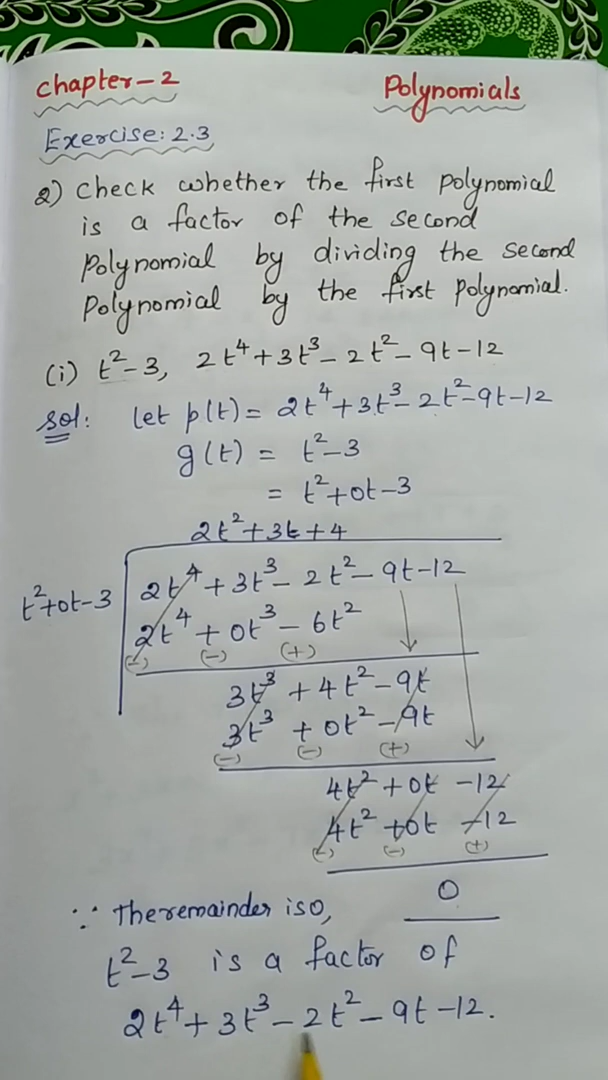 Chapter-2 Polynomials
Exercise: 2.3
2) Check whether the first polynomial
is a factor of the second
Polynomial by dividing the second
Polynomial by the first polynomial.
(i) t²-3, 2t⁴+3t³-2t²-9t-12
Sol: Let p(t) = 2t⁴+3t³-2t²-9t-12
g(t) = t²-3
= t²+0t-3
2t²+3t+4
t²+0t-3 2t⁴+3t³-2t²-9t-12
2t⁴+0t³-6t²
(-) (-) (+)
3t³+4t²-9t
3t³+0t²-9t
(-) (-) (+)
4t²+0t-12
4t²+0t-12
(-) (-) (+)
0
∵ The remainder is 0,
t²-3 is a factor of
2t⁴+3t³-2t²-9t-12.